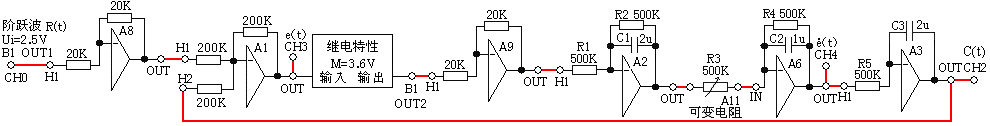 阶跃波 R(t)
Ui=2.5V
B1 OUT1
CH0
H1
20K
20K
A8
OUT
H1
200K
H2
200K
200K
A1
e(t)
CH3
OUT
继电特性
M=3.6V
输入 输出
B1
OUT2
H1
20K
20K
A9
OUT
H1
R1
500K
R2 500K
C1 2u
A2
OUT
R3
500K
A11
可变电阻
IN
R4 500K
C2 1u
A6
ė(t)
CH4
OUT
H1
R5
500K
C3 2u
A3
C(t)
OUT
CH2